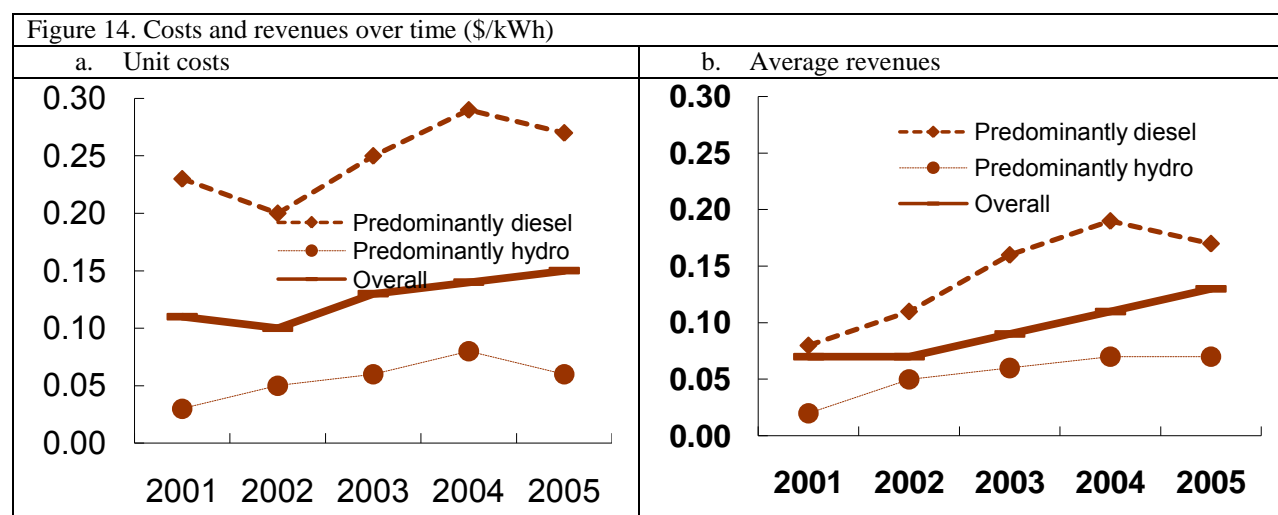 Figure 14. Costs and revenues over time ($/kWh)
a. Unit costs
b. Average revenues
0.30
0.25
0.20
0.15
0.10
0.05
0.00
Predominantly diesel
Predominantly hydro
Overall
2001 2002 2003 2004 2005
0.30
0.25
0.20
0.15
0.10
0.05
0.00
Predominantly diesel
Predominantly hydro
Overall
2001 2002 2003 2004 2005